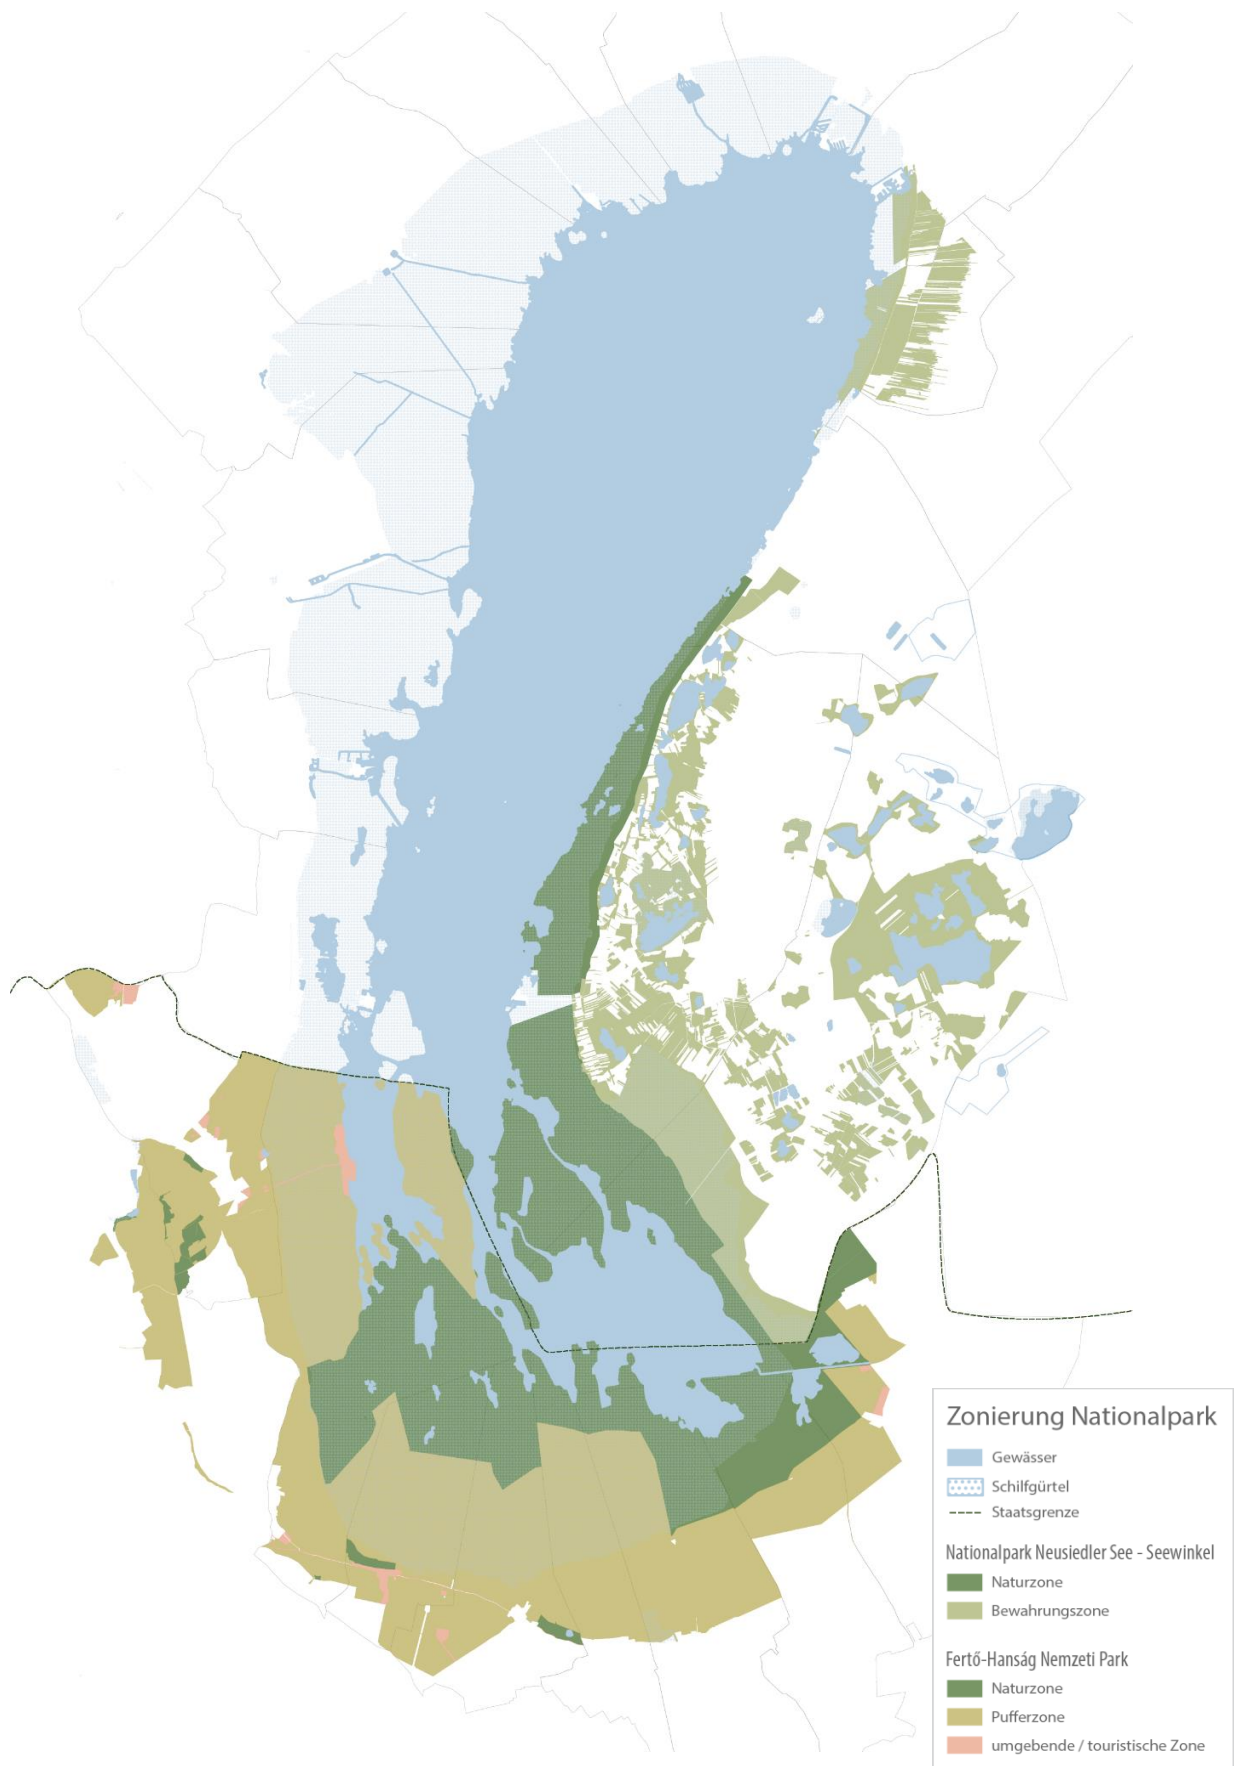 Zonierung Nationalpark
Gewässer
Schilfgürtel
Staatsgrenze
Nationalpark Neusiedler See - Seewinkel
Naturzone
Bewahrungszone
Fertő-Hanság Nemzeti Park
Naturzone
Pufferzone
umgebende / touristische Zone